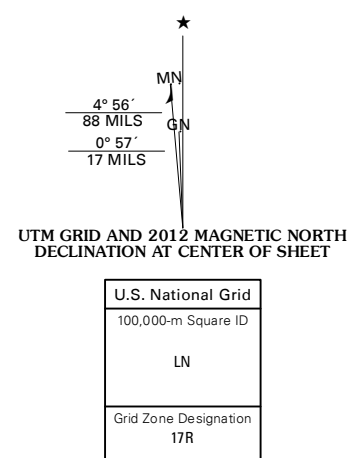 ★
MN
4° 56´
88 MILS
GN
0° 57´
17 MILS
UTM GRID AND 2012 MAGNETIC NORTH
DECLINATION AT CENTER OF SHEET
U.S. National Grid
100,000-m Square ID
LN
Grid Zone Designation
17R